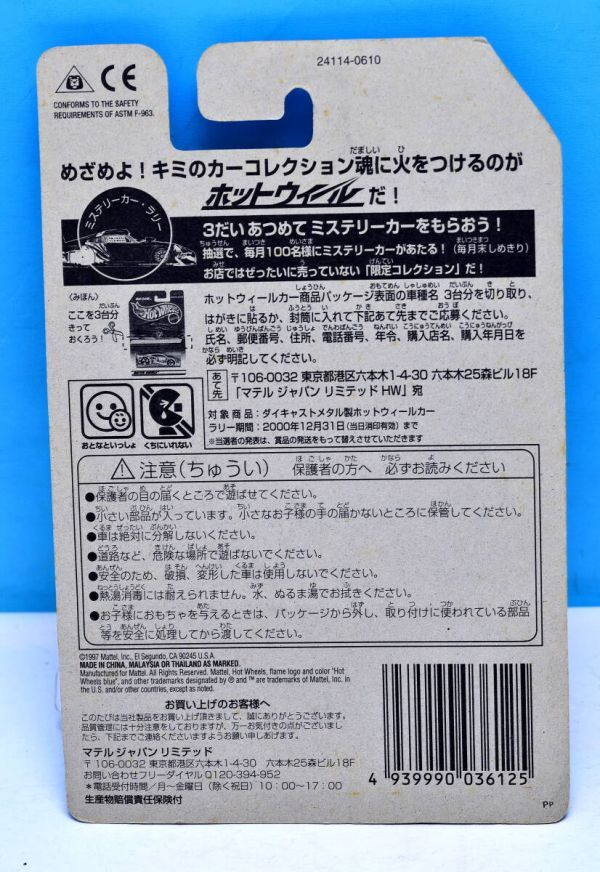 24114-0610
CE
CONFORMS TO THE SAFETY
REQUIREMENTS OF ASTM F-963.
めざめよ！キミのカーコレクション魂に火をつけるのが
ホットウィールだ！
ミステリーカー・ラリー
3だいあつめてミステリーカーをもらおう！
抽選で、毎月100名様にミステリーカーがあたる！（毎月末しめきり）
お店ではぜったいに売っていない「限定コレクション」だ！
〈みほん〉
ここを3台分
きって
おくろう！
HOT WHEELS
ホットウィールカー商品パッケージ表面の車種名 3台分を切り取り、
はがきに貼るか、封筒に入れて下記あて先までご応募ください。
氏名、郵便番号、住所、電話番号、年令、購入店名、購入年月日を
必ず明記してください。
あて先
〒106-0032 東京都港区六本木1-4-30 六本木25森ビル18F
「マテル ジャパン リミテッド HW」宛
対象商品：ダイキャストメタル製ホットウィールカー
ラリー期間：2000年12月31日(当日消印有効)まで
※当選者の発表は、賞品の発送をもって替えさせていただきます
おとなといっしょ
くちにいれない
注意（ちゅうい） 保護者の方へ 必ずお読みください
●保護者の目の届くところで遊ばせてください。
●小さい部品が入っています。小さなお子様の手の届かないところに保管してください。
●車は絶対に分解しないでください。
●道路など、危険な場所で遊ばないでください。
●安全のため、破損、変形した車は使用しないでください。
●熱湯消毒には耐えられません。水、ぬるま湯でお拭きください。
●お子様におもちゃを与えるときは、パッケージから外し、取り付けに使われている部品
等を安全に処理してから渡してください。
©1997 Mattel, Inc. El Segundo, CA 90245 U.S.A.
MADE IN CHINA, MALAYSIA OR THAILAND AS MARKED.
Manufactured for Mattel. All Rights Reserved. Mattel, Hot Wheels, flame logo and color "Hot
Wheels blue", and other trademarks designated by ® and ™ are trademarks of Mattel, Inc. in
the U.S. and/or other countries, except as noted.
お買い上げのお客様へ
このたびは当社製品をお買い上げ頂きまして、誠にありがとうございます。
品質管理には十分注意をしておりますが、万一お気付きの点がございまし
たら、下記までご連絡くださいますようお願い申しあげます。
マテル ジャパン リミテッド
〒106-0032 東京都港区六本木1-4-30 六本木25森ビル18F
お問い合わせフリーダイヤル 0120-394-952
＊電話受付時間／月〜金曜日（除く祝日）10：00〜17：00
生産物賠償責任保険付
4 939990 036125
PP